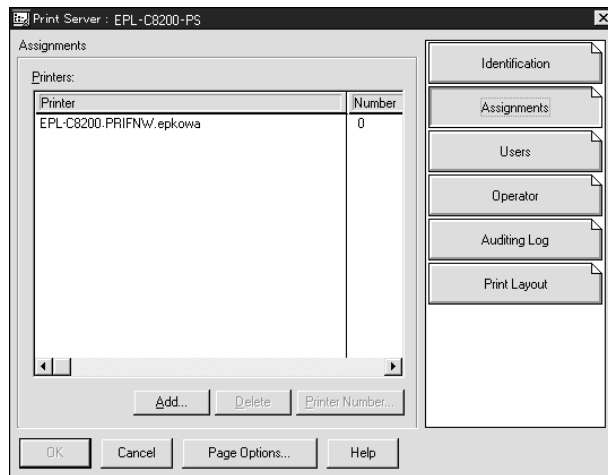 Print Server : EPL-C8200-PS
Assignments
Printers:
Printer Number
EPL-C8200.PRIFNW.epkowa 0
Add... Delete Printer Number...
OK Cancel Page Options... Help
Identification
Assignments
Users
Operator
Auditing Log
Print Layout